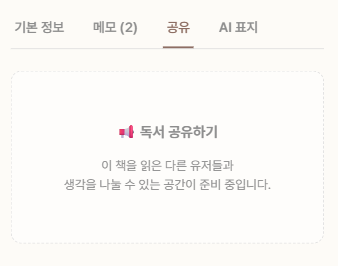 기본 정보 메모 (2) 공유 AI 표지
독서 공유하기
이 책을 읽은 다른 유저들과
생각을 나눌 수 있는 공간이 준비 중입니다.